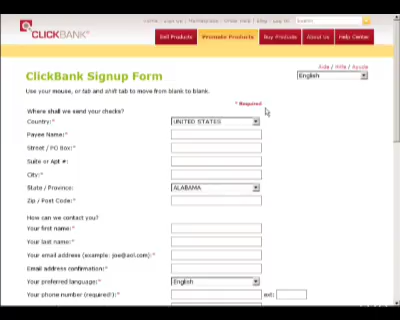 CLICKBANK
Sell Products
Promote Products
Buy Products
About Us
Help Center
ClickBank Signup Form
English
Use your mouse, or tab and shift tab to move from blank to blank.
* Required
Where shall we send your checks?
Country:* UNITED STATES
Payee Name:*
Street / PO Box:*
Suite or Apt #:
City:*
State / Province: ALABAMA
Zip / Post Code:*
How can we contact you?
Your first name:*
Your last name:*
Your email address (example: joe@aol.com):*
Email address confirmation:*
Your preferred language:* English
Your phone number (required!):* ext: